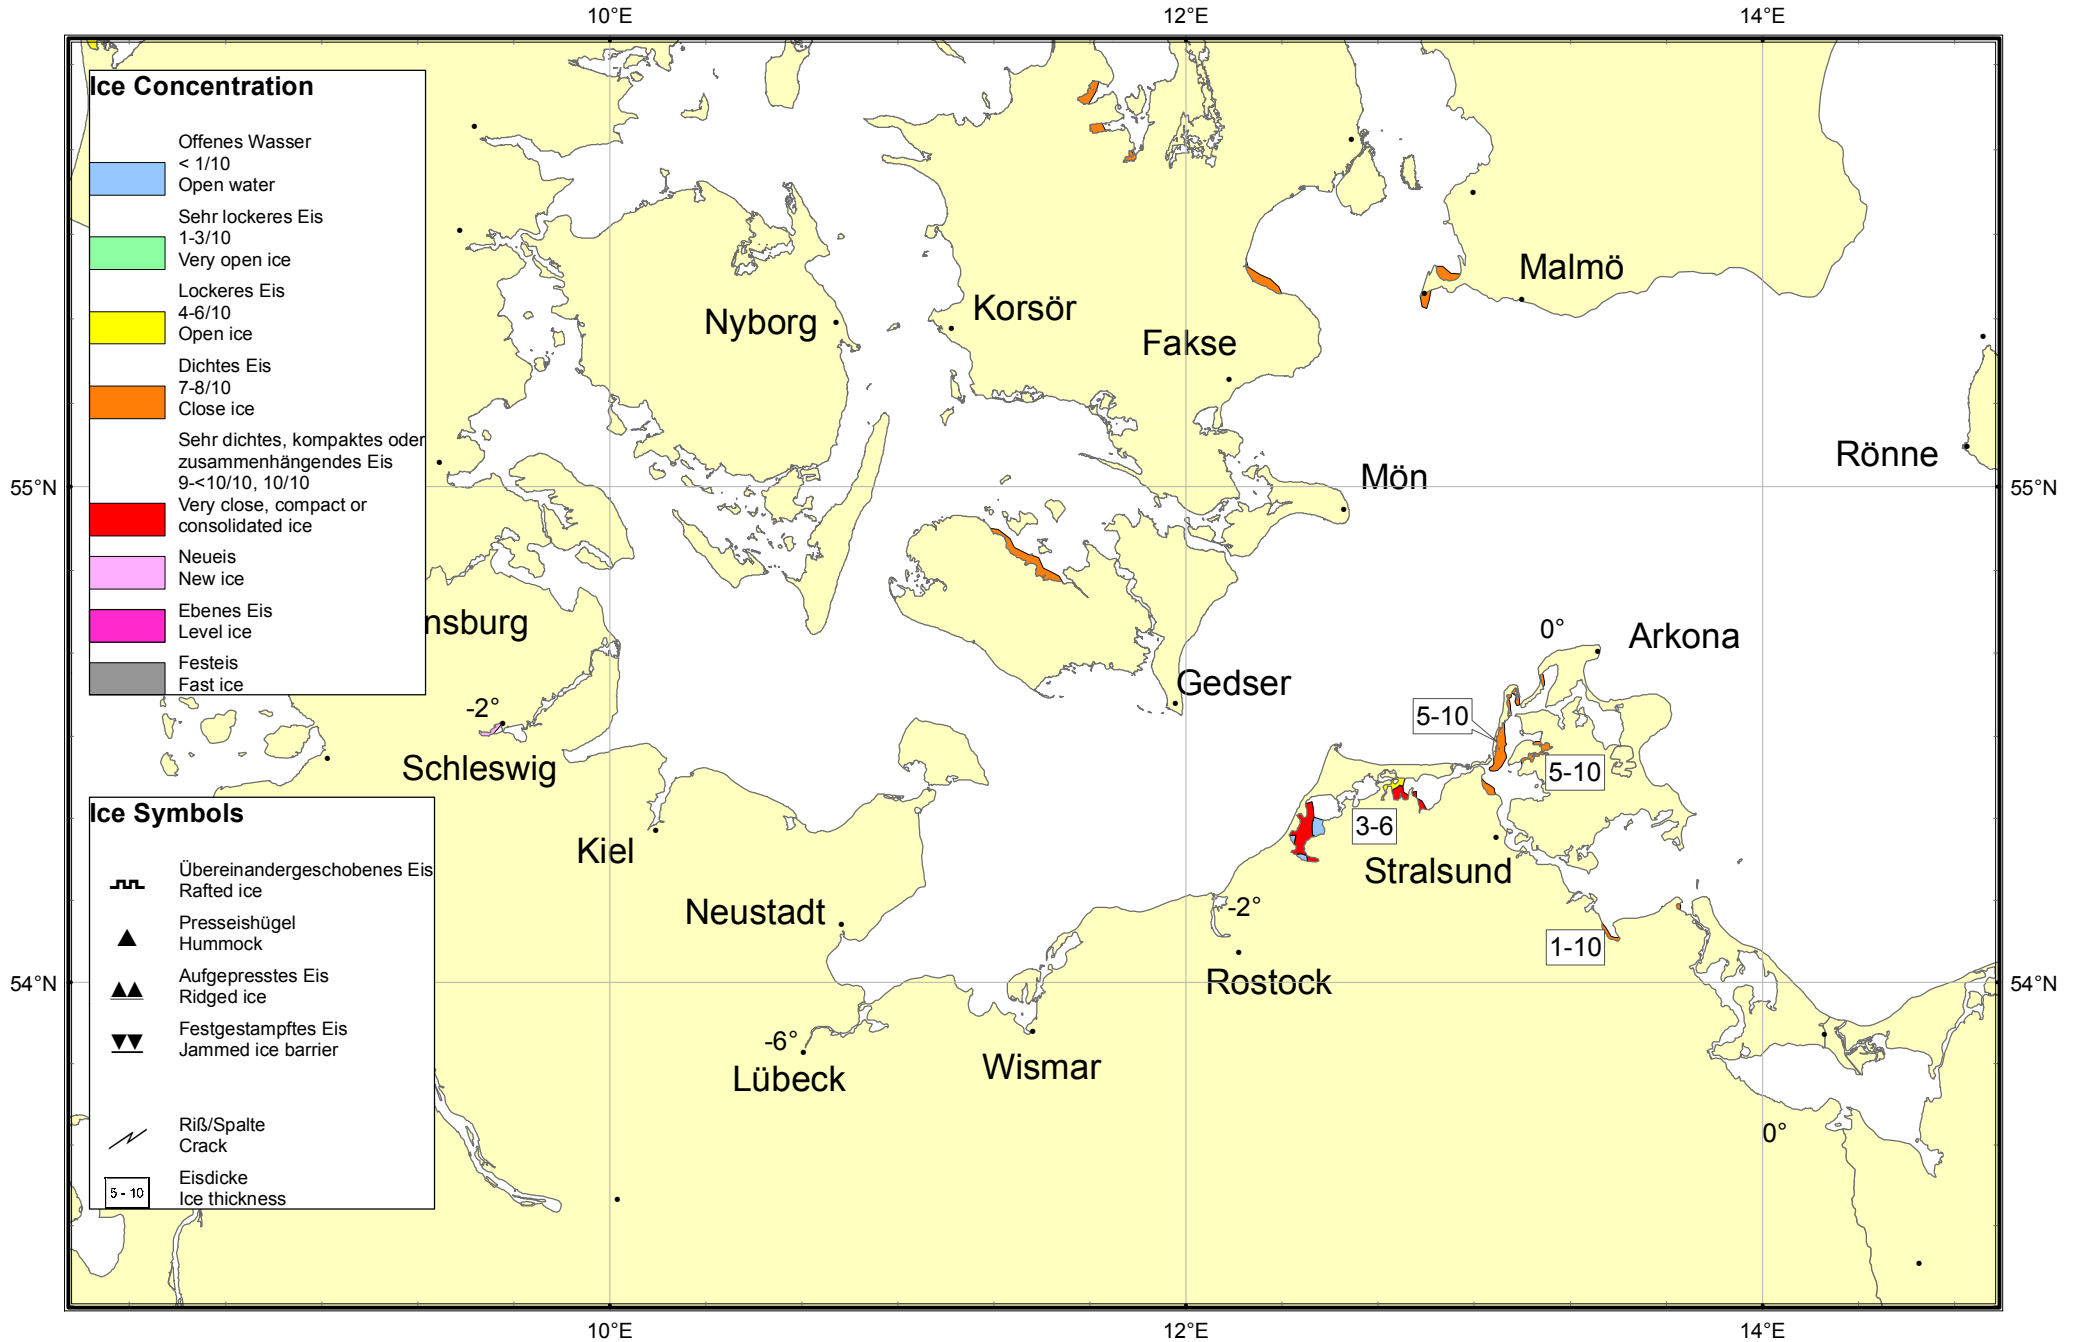 10°E
12°E
14°E
Ice Concentration
Offenes Wasser
< 1/10
Open water
Sehr lockeres Eis
1-3/10
Very open ice
Lockeres Eis
4-6/10
Open ice
Dichtes Eis
7-8/10
Close ice
Sehr dichtes, kompaktes oder
zusammenhängendes Eis
9-<10/10, 10/10
Very close, compact or
consolidated ice
Neueis
New ice
Ebenes Eis
Level ice
Festeis
Fast ice
Malmö
Korsör
Nyborg
Fakse
Rönne
Mön
55°N
55°N
nsburg
0°
Arkona
Gedser
-2°
5-10
Schleswig
5-10
Ice Symbols
Übereinandergeschobenes Eis
Rafted ice
Presseishügel
Hummock
Aufgepresstes Eis
Ridged ice
Festgestampftes Eis
Jammed ice barrier
Riß/Spalte
Crack
5 - 10
Eisdicke
Ice thickness
3-6
Kiel
Stralsund
-2°
Neustadt
1-10
Rostock
54°N
54°N
-6°
Wismar
Lübeck
0°
10°E
12°E
14°E